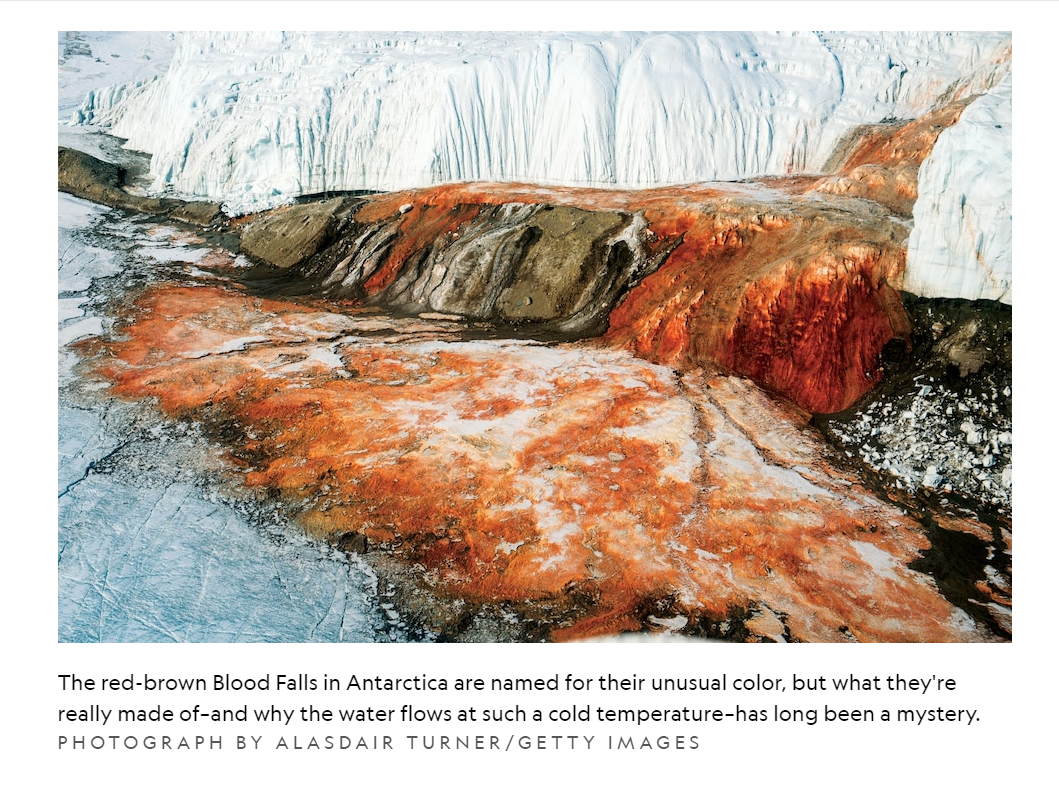 The red-brown Blood Falls in Antarctica are named for their unusual color, but what they're
really made of–and why the water flows at such a cold temperature–has long been a mystery.
PHOTOGRAPH BY ALASDAIR TURNER/GETTY IMAGES